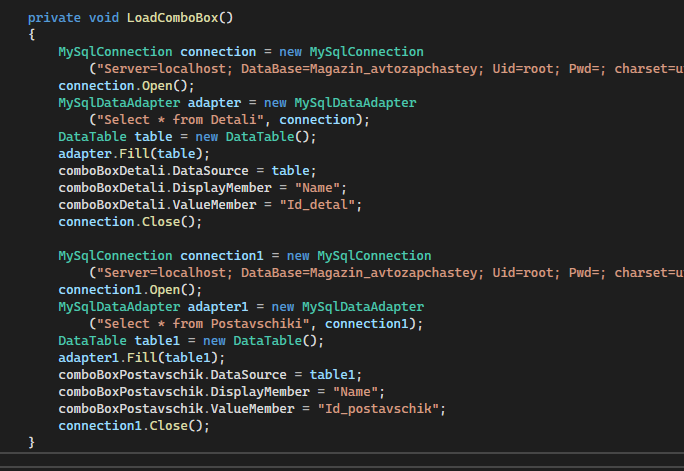 private void LoadComboBox()
{
MySqlConnection connection = new MySqlConnection
("Server=localhost; DataBase=Magazin_avtozapchastey; Uid=root; Pwd=; charset=u
connection.Open();
MySqlDataAdapter adapter = new MySqlDataAdapter
("Select * from Detali", connection);
DataTable table = new DataTable();
adapter.Fill(table);
comboBoxDetali.DataSource = table;
comboBoxDetali.DisplayMember = "Name";
comboBoxDetali.ValueMember = "Id_detal";
connection.Close();

MySqlConnection connection1 = new MySqlConnection
("Server=localhost; DataBase=Magazin_avtozapchastey; Uid=root; Pwd=; charset=u
connection1.Open();
MySqlDataAdapter adapter1 = new MySqlDataAdapter
("Select * from Postavschiki", connection1);
DataTable table1 = new DataTable();
adapter1.Fill(table1);
comboBoxPostavschik.DataSource = table1;
comboBoxPostavschik.DisplayMember = "Name";
comboBoxPostavschik.ValueMember = "Id_postavschik";
connection1.Close();
}